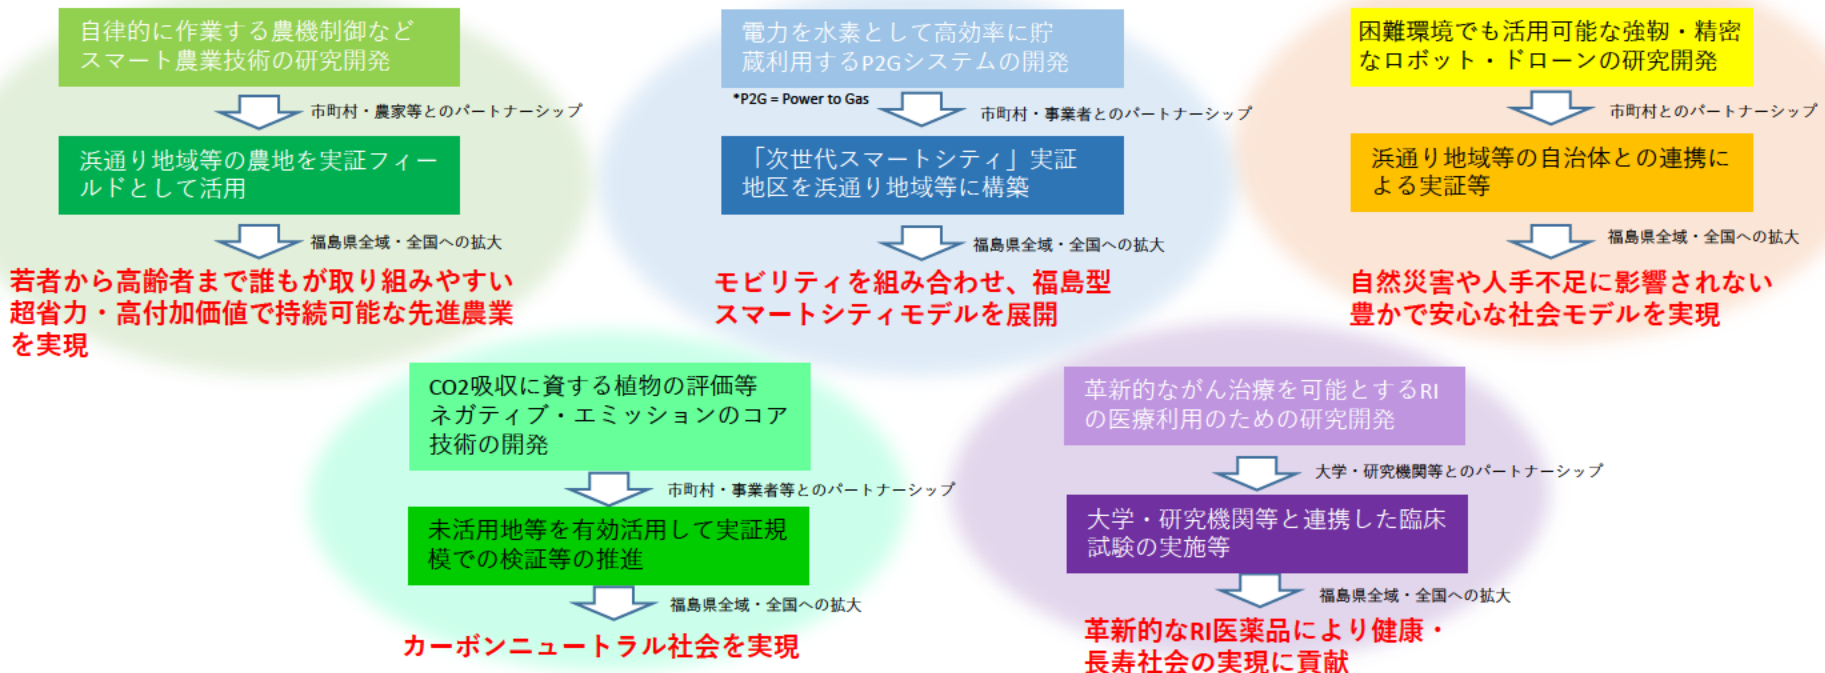 自律的に作業する農機制御など
スマート農業技術の研究開発
市町村・農家等とのパートナーシップ
浜通り地域等の農地を実証フィー
ルドとして活用
福島県全域・全国への拡大
若者から高齢者まで誰もが取り組みやすい
超省力・高付加価値で持続可能な先進農業
を実現
電力を水素として高効率に貯
蔵利用するP2Gシステムの開発
*P2G = Power to Gas
市町村・事業者とのパートナーシップ
「次世代スマートシティ」実証
地区を浜通り地域等に構築
福島県全域・全国への拡大
モビリティを組み合わせ、福島型
スマートシティモデルを展開
困難環境でも活用可能な強靭・精密
なロボット・ドローンの研究開発
市町村とのパートナーシップ
浜通り地域等の自治体との連携に
よる実証等
福島県全域・全国への拡大
自然災害や人手不足に影響されない
豊かで安心な社会モデルを実現
CO2吸収に資する植物の評価等
ネガティブ・エミッションのコア
技術の開発
市町村・事業者等とのパートナーシップ
未活用地等を有効活用して実証規
模での検証等の推進
福島県全域・全国への拡大
カーボンニュートラル社会を実現
革新的ながん治療を可能とするRI
の医療利用のための研究開発
大学・研究機関等とのパートナーシップ
大学・研究機関等と連携した臨床
試験の実施等
福島県全域・全国への拡大
革新的なRI医薬品により健康・
長寿社会の実現に貢献